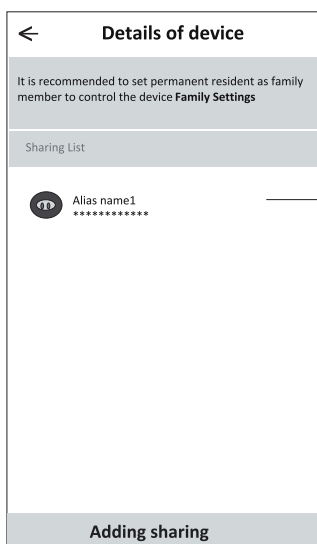 Details of device
It is recommended to set permanent resident as family
member to control the device Family Settings
Sharing List
Alias name1
************
Adding sharing